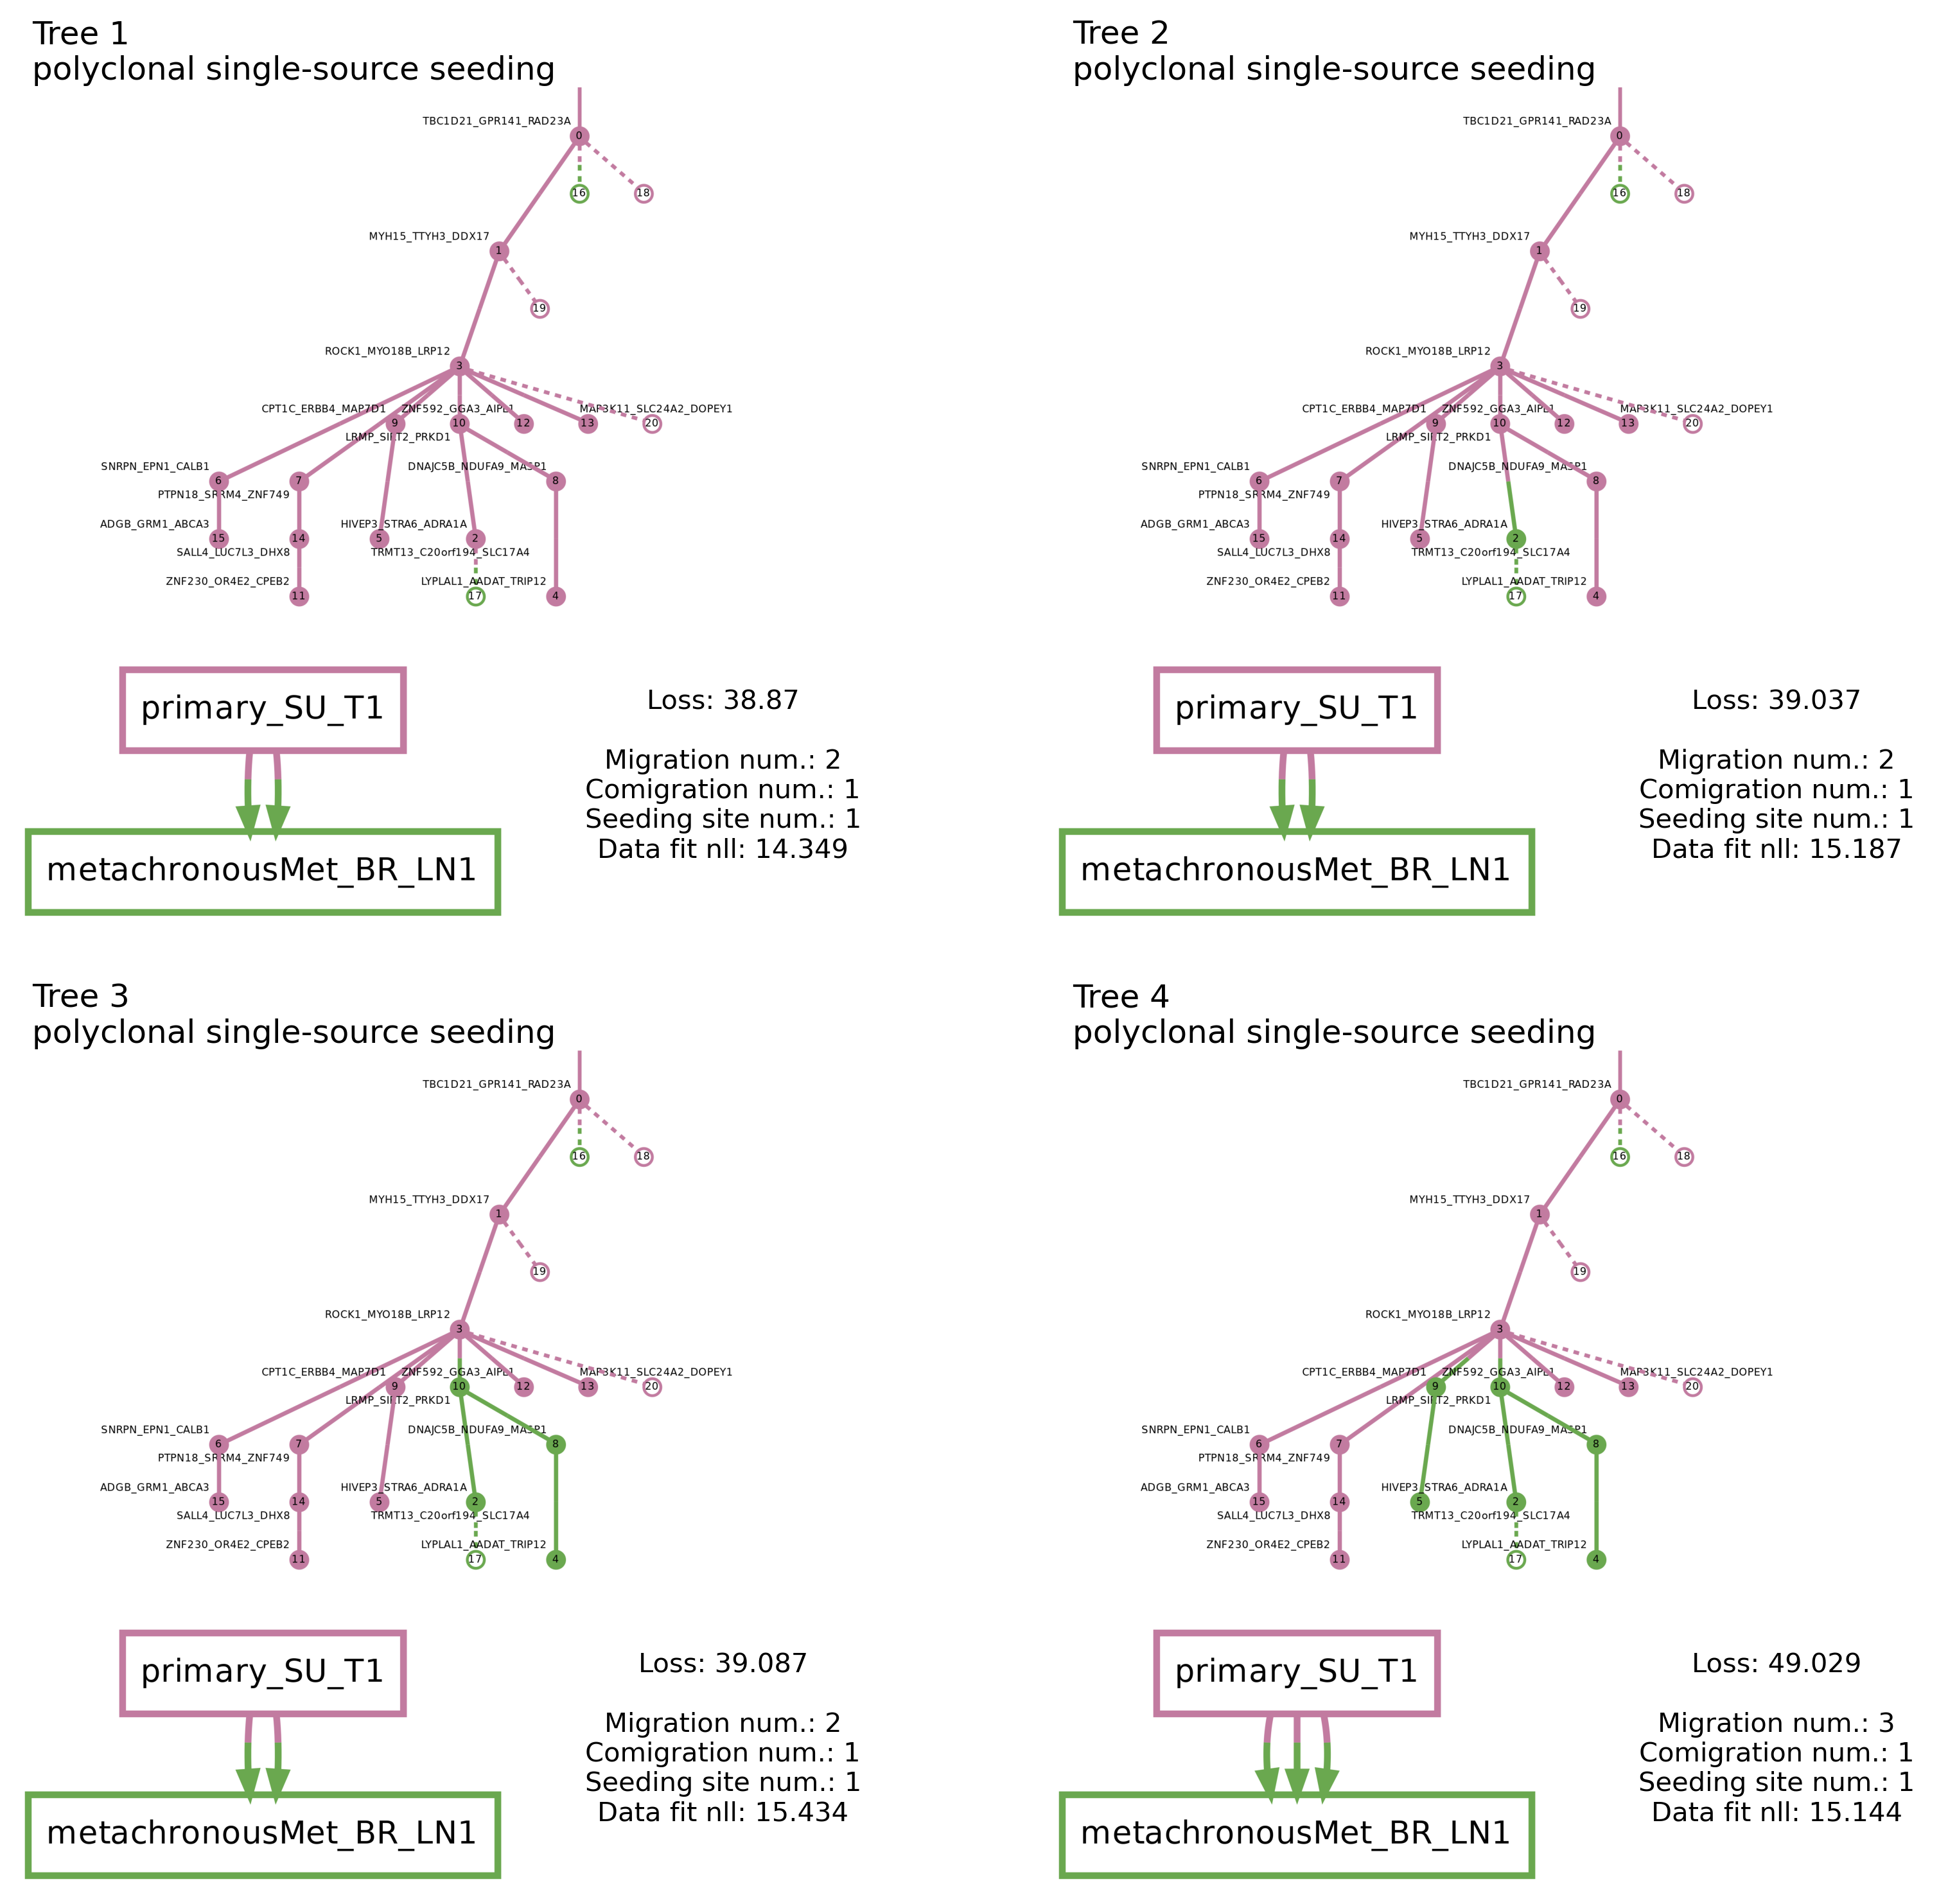 Tree 1
polyclonal single-source seeding
TBC1D21_GPR141_RAD23A
0
16
18
MYH15_TTYH3_DDX17
1
19
ROCK1_MYO18B_LRP12
3
CPT1C_ERBB4_MAP7D1
ZNF592_GGA3_AIPL1
MAP3K11_SLC24A2_DOPEY1
9
10
12
13
20
LRMP_SIRT2_PRKD1
SNRPN_EPN1_CALB1
DNAJC5B_NDUFA9_MASP1
6
7
8
PTPN18_SRRM4_ZNF749
ADGB_GRM1_ABCA3
HIVEP3_STRA6_ADRA1A
15
14
5
2
SALL4_LUC7L3_DHX8
TRMT13_C20orf194_SLC17A4
ZNF230_OR4E2_CPEB2
LYPLAL1_AADAT_TRIP12
11
17
4
primary_SU_T1
metachronousMet_BR_LN1
Loss: 38.87
Migration num.: 2
Comigration num.: 1
Seeding site num.: 1
Data fit nll: 14.349
Tree 2
polyclonal single-source seeding
TBC1D21_GPR141_RAD23A
0
16
18
MYH15_TTYH3_DDX17
1
19
ROCK1_MYO18B_LRP12
3
CPT1C_ERBB4_MAP7D1
ZNF592_GGA3_AIPL1
MAP3K11_SLC24A2_DOPEY1
9
10
12
13
20
LRMP_SIRT2_PRKD1
SNRPN_EPN1_CALB1
DNAJC5B_NDUFA9_MASP1
6
7
8
PTPN18_SRRM4_ZNF749
ADGB_GRM1_ABCA3
HIVEP3_STRA6_ADRA1A
15
14
5
2
SALL4_LUC7L3_DHX8
TRMT13_C20orf194_SLC17A4
ZNF230_OR4E2_CPEB2
LYPLAL1_AADAT_TRIP12
11
17
4
primary_SU_T1
metachronousMet_BR_LN1
Loss: 39.037
Migration num.: 2
Comigration num.: 1
Seeding site num.: 1
Data fit nll: 15.187
Tree 3
polyclonal single-source seeding
TBC1D21_GPR141_RAD23A
0
16
18
MYH15_TTYH3_DDX17
1
19
ROCK1_MYO18B_LRP12
3
CPT1C_ERBB4_MAP7D1
ZNF592_GGA3_AIPL1
MAP3K11_SLC24A2_DOPEY1
9
10
12
13
20
LRMP_SIRT2_PRKD1
SNRPN_EPN1_CALB1
DNAJC5B_NDUFA9_MASP1
6
7
8
PTPN18_SRRM4_ZNF749
ADGB_GRM1_ABCA3
HIVEP3_STRA6_ADRA1A
15
14
5
2
SALL4_LUC7L3_DHX8
TRMT13_C20orf194_SLC17A4
ZNF230_OR4E2_CPEB2
LYPLAL1_AADAT_TRIP12
11
17
4
primary_SU_T1
metachronousMet_BR_LN1
Loss: 39.087
Migration num.: 2
Comigration num.: 1
Seeding site num.: 1
Data fit nll: 15.434
Tree 4
polyclonal single-source seeding
TBC1D21_GPR141_RAD23A
0
16
18
MYH15_TTYH3_DDX17
1
19
ROCK1_MYO18B_LRP12
3
CPT1C_ERBB4_MAP7D1
ZNF592_GGA3_AIPL1
MAP3K11_SLC24A2_DOPEY1
9
10
12
13
20
LRMP_SIRT2_PRKD1
SNRPN_EPN1_CALB1
DNAJC5B_NDUFA9_MASP1
6
7
8
PTPN18_SRRM4_ZNF749
ADGB_GRM1_ABCA3
HIVEP3_STRA6_ADRA1A
15
14
5
2
SALL4_LUC7L3_DHX8
TRMT13_C20orf194_SLC17A4
ZNF230_OR4E2_CPEB2
LYPLAL1_AADAT_TRIP12
11
17
4
primary_SU_T1
metachronousMet_BR_LN1
Loss: 49.029
Migration num.: 3
Comigration num.: 1
Seeding site num.: 1
Data fit nll: 15.144